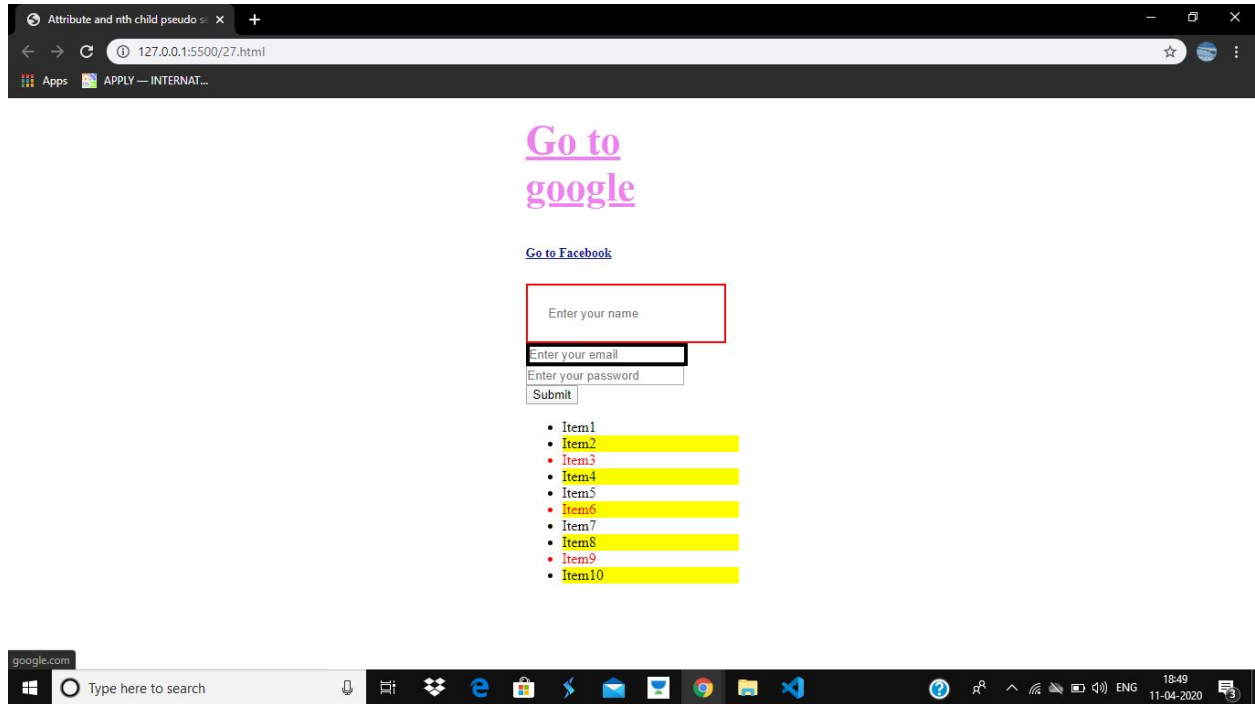 Attribute and nth child pseudo s
127.0.0.1:5500/27.html
Apps APPLY — INTERNAT...
Go to
google
Go to Facebook
Enter your name
Enter your email
Enter your password
Submit
• Item1
• Item2
• Item3
• Item4
• Item5
• Item6
• Item7
• Item8
• Item9
• Item10
google.com
Type here to search
ENG
18:49
11-04-2020
3